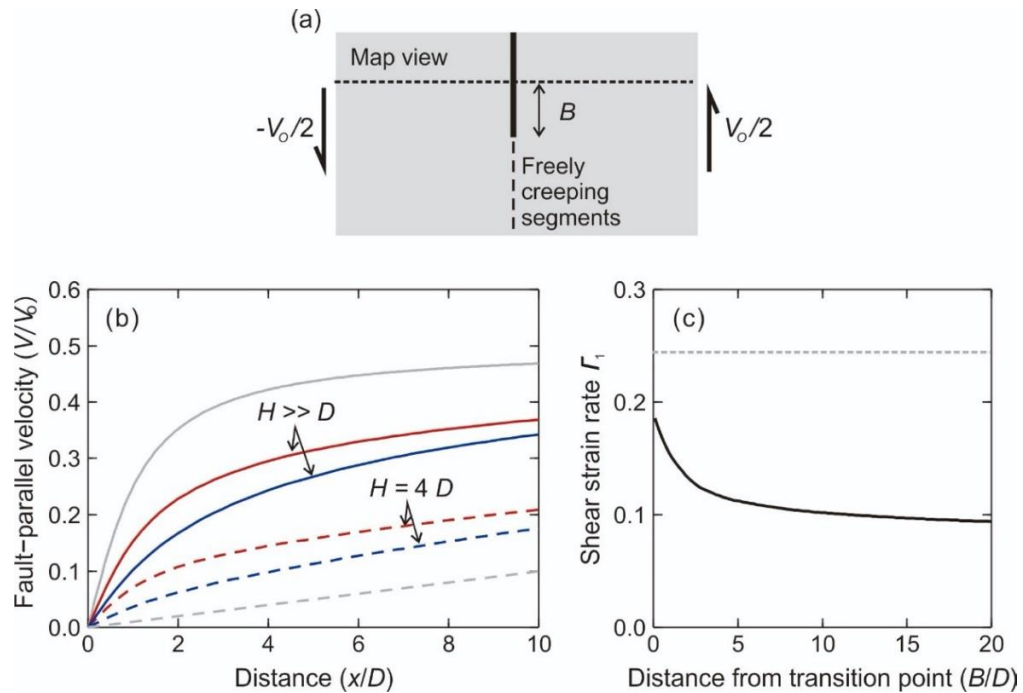 (a)
Map view
B
-Vo/2
Vo/2
Freely
creeping
segments
Fault-parallel velocity (V/Vo)
0.6
0.5
0.4
0.3
0.2
0.1
0.0
(b)
H >> D
H = 4 D
0 2 4 6 8 10
Distance (x/D)
Shear strain rate Γ1
0.3
0.2
0.1
0.0
(c)
0 5 10 15 20
Distance from transition point (B/D)